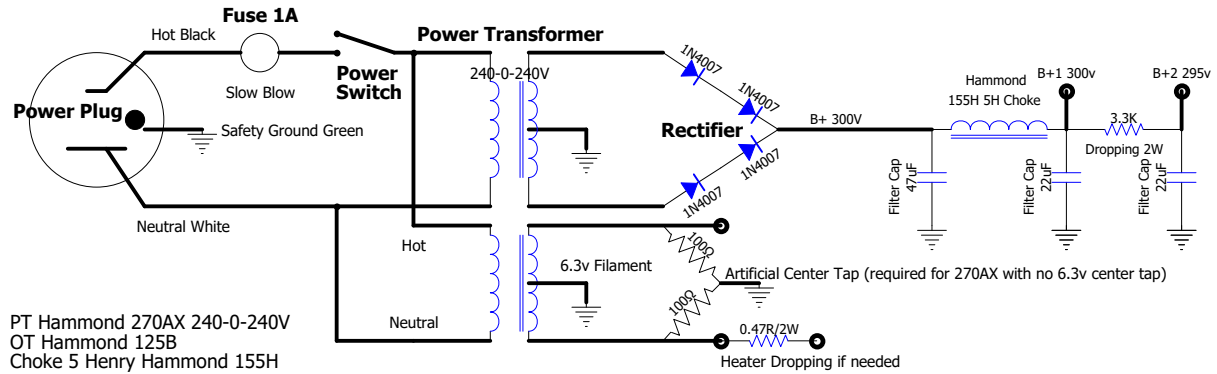 Fuse 1A
Hot Black
Power Transformer
240-0-240V
Power Switch
Slow Blow
Power Plug
Safety Ground Green
Neutral White
1N4007
1N4007
1N4007
1N4007
Rectifier
B+ 300V
Hammond
155H 5H Choke
B+1 300v
B+2 295v
3.3K
Dropping 2W
Filter Cap
47uF
Filter Cap
22uF
Filter Cap
22uF
Hot
6.3v Filament
Neutral
100Ω
100Ω
Artificial Center Tap (required for 270AX with no 6.3v center tap)
0.47R/2W
Heater Dropping if needed
PT Hammond 270AX 240-0-240V
OT Hammond 125B
Choke 5 Henry Hammond 155H